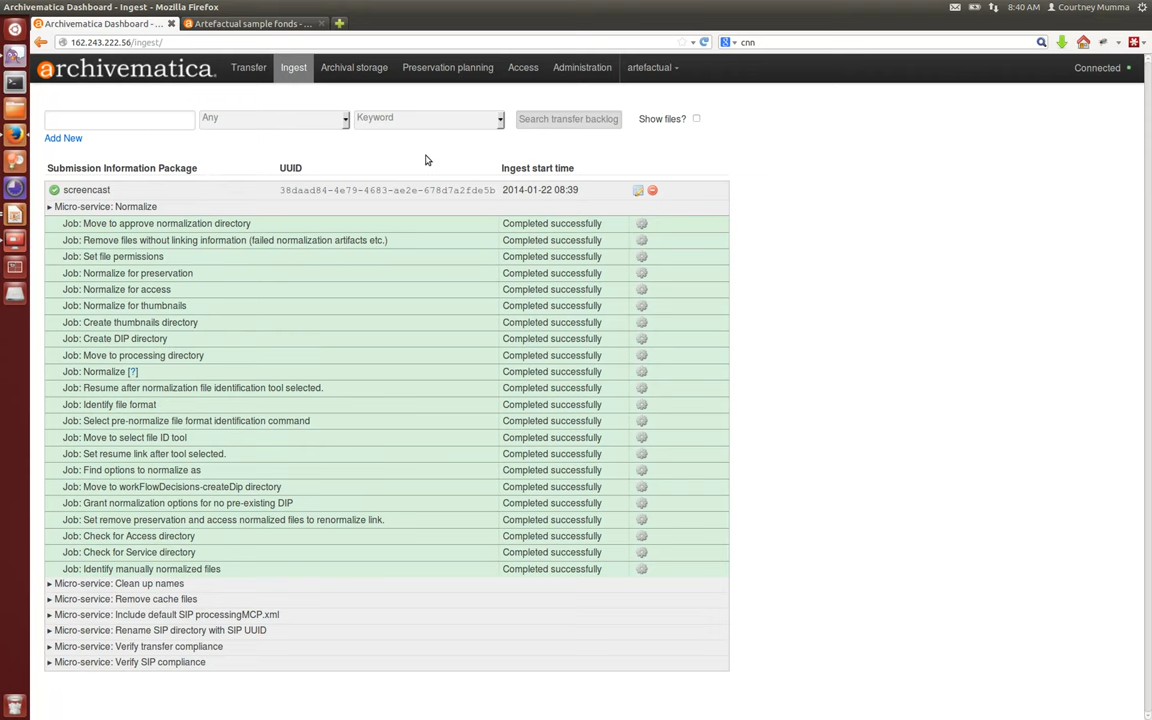 Archivematica Dashboard - Ingest - Mozilla Firefox
8:40 AM
Courtney Mumma
Archivematica Dashboard - ...
Artefactual sample fonds - ...
162.243.222.56/ingest/
cnn
archivematica
Transfer
Ingest
Archival storage
Preservation planning
Access
Administration
artefactual
Connected
Any
Keyword
Search transfer backlog
Show files?
Add New
Submission Information Package
UUID
Ingest start time
screencast
38daad84-4e79-4683-ae2e-678d7a2fde5b
2014-01-22 08:39
Micro-service: Normalize
Job: Move to approve normalization directory Completed successfully
Job: Remove files without linking information (failed normalization artifacts etc.) Completed successfully
Job: Set file permissions Completed successfully
Job: Normalize for preservation Completed successfully
Job: Normalize for access Completed successfully
Job: Normalize for thumbnails Completed successfully
Job: Create thumbnails directory Completed successfully
Job: Create DIP directory Completed successfully
Job: Move to processing directory Completed successfully
Job: Normalize [?] Completed successfully
Job: Resume after normalization file identification tool selected. Completed successfully
Job: Identify file format Completed successfully
Job: Select pre-normalize file format identification command Completed successfully
Job: Move to select file ID tool Completed successfully
Job: Set resume link after tool selected. Completed successfully
Job: Find options to normalize as Completed successfully
Job: Move to workFlowDecisions-createDip directory Completed successfully
Job: Grant normalization options for no pre-existing DIP Completed successfully
Job: Set remove preservation and access normalized files to renormalize link. Completed successfully
Job: Check for Access directory Completed successfully
Job: Check for Service directory Completed successfully
Job: Identify manually normalized files Completed successfully
Micro-service: Clean up names
Micro-service: Remove cache files
Micro-service: Include default SIP processingMCP.xml
Micro-service: Rename SIP directory with SIP UUID
Micro-service: Verify transfer compliance
Micro-service: Verify SIP compliance